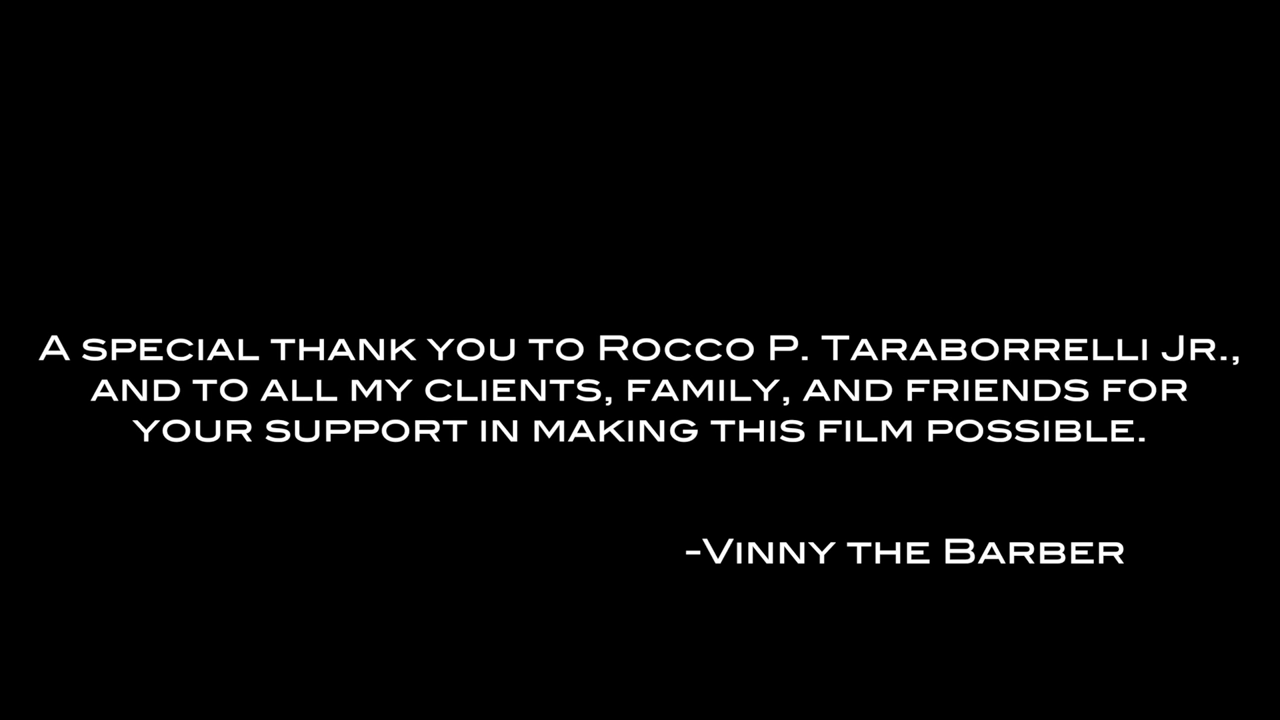 A special thank you to Rocco P. Taraborrelli Jr.,
and to all my clients, family, and friends for
your support in making this film possible.
-Vinny the Barber